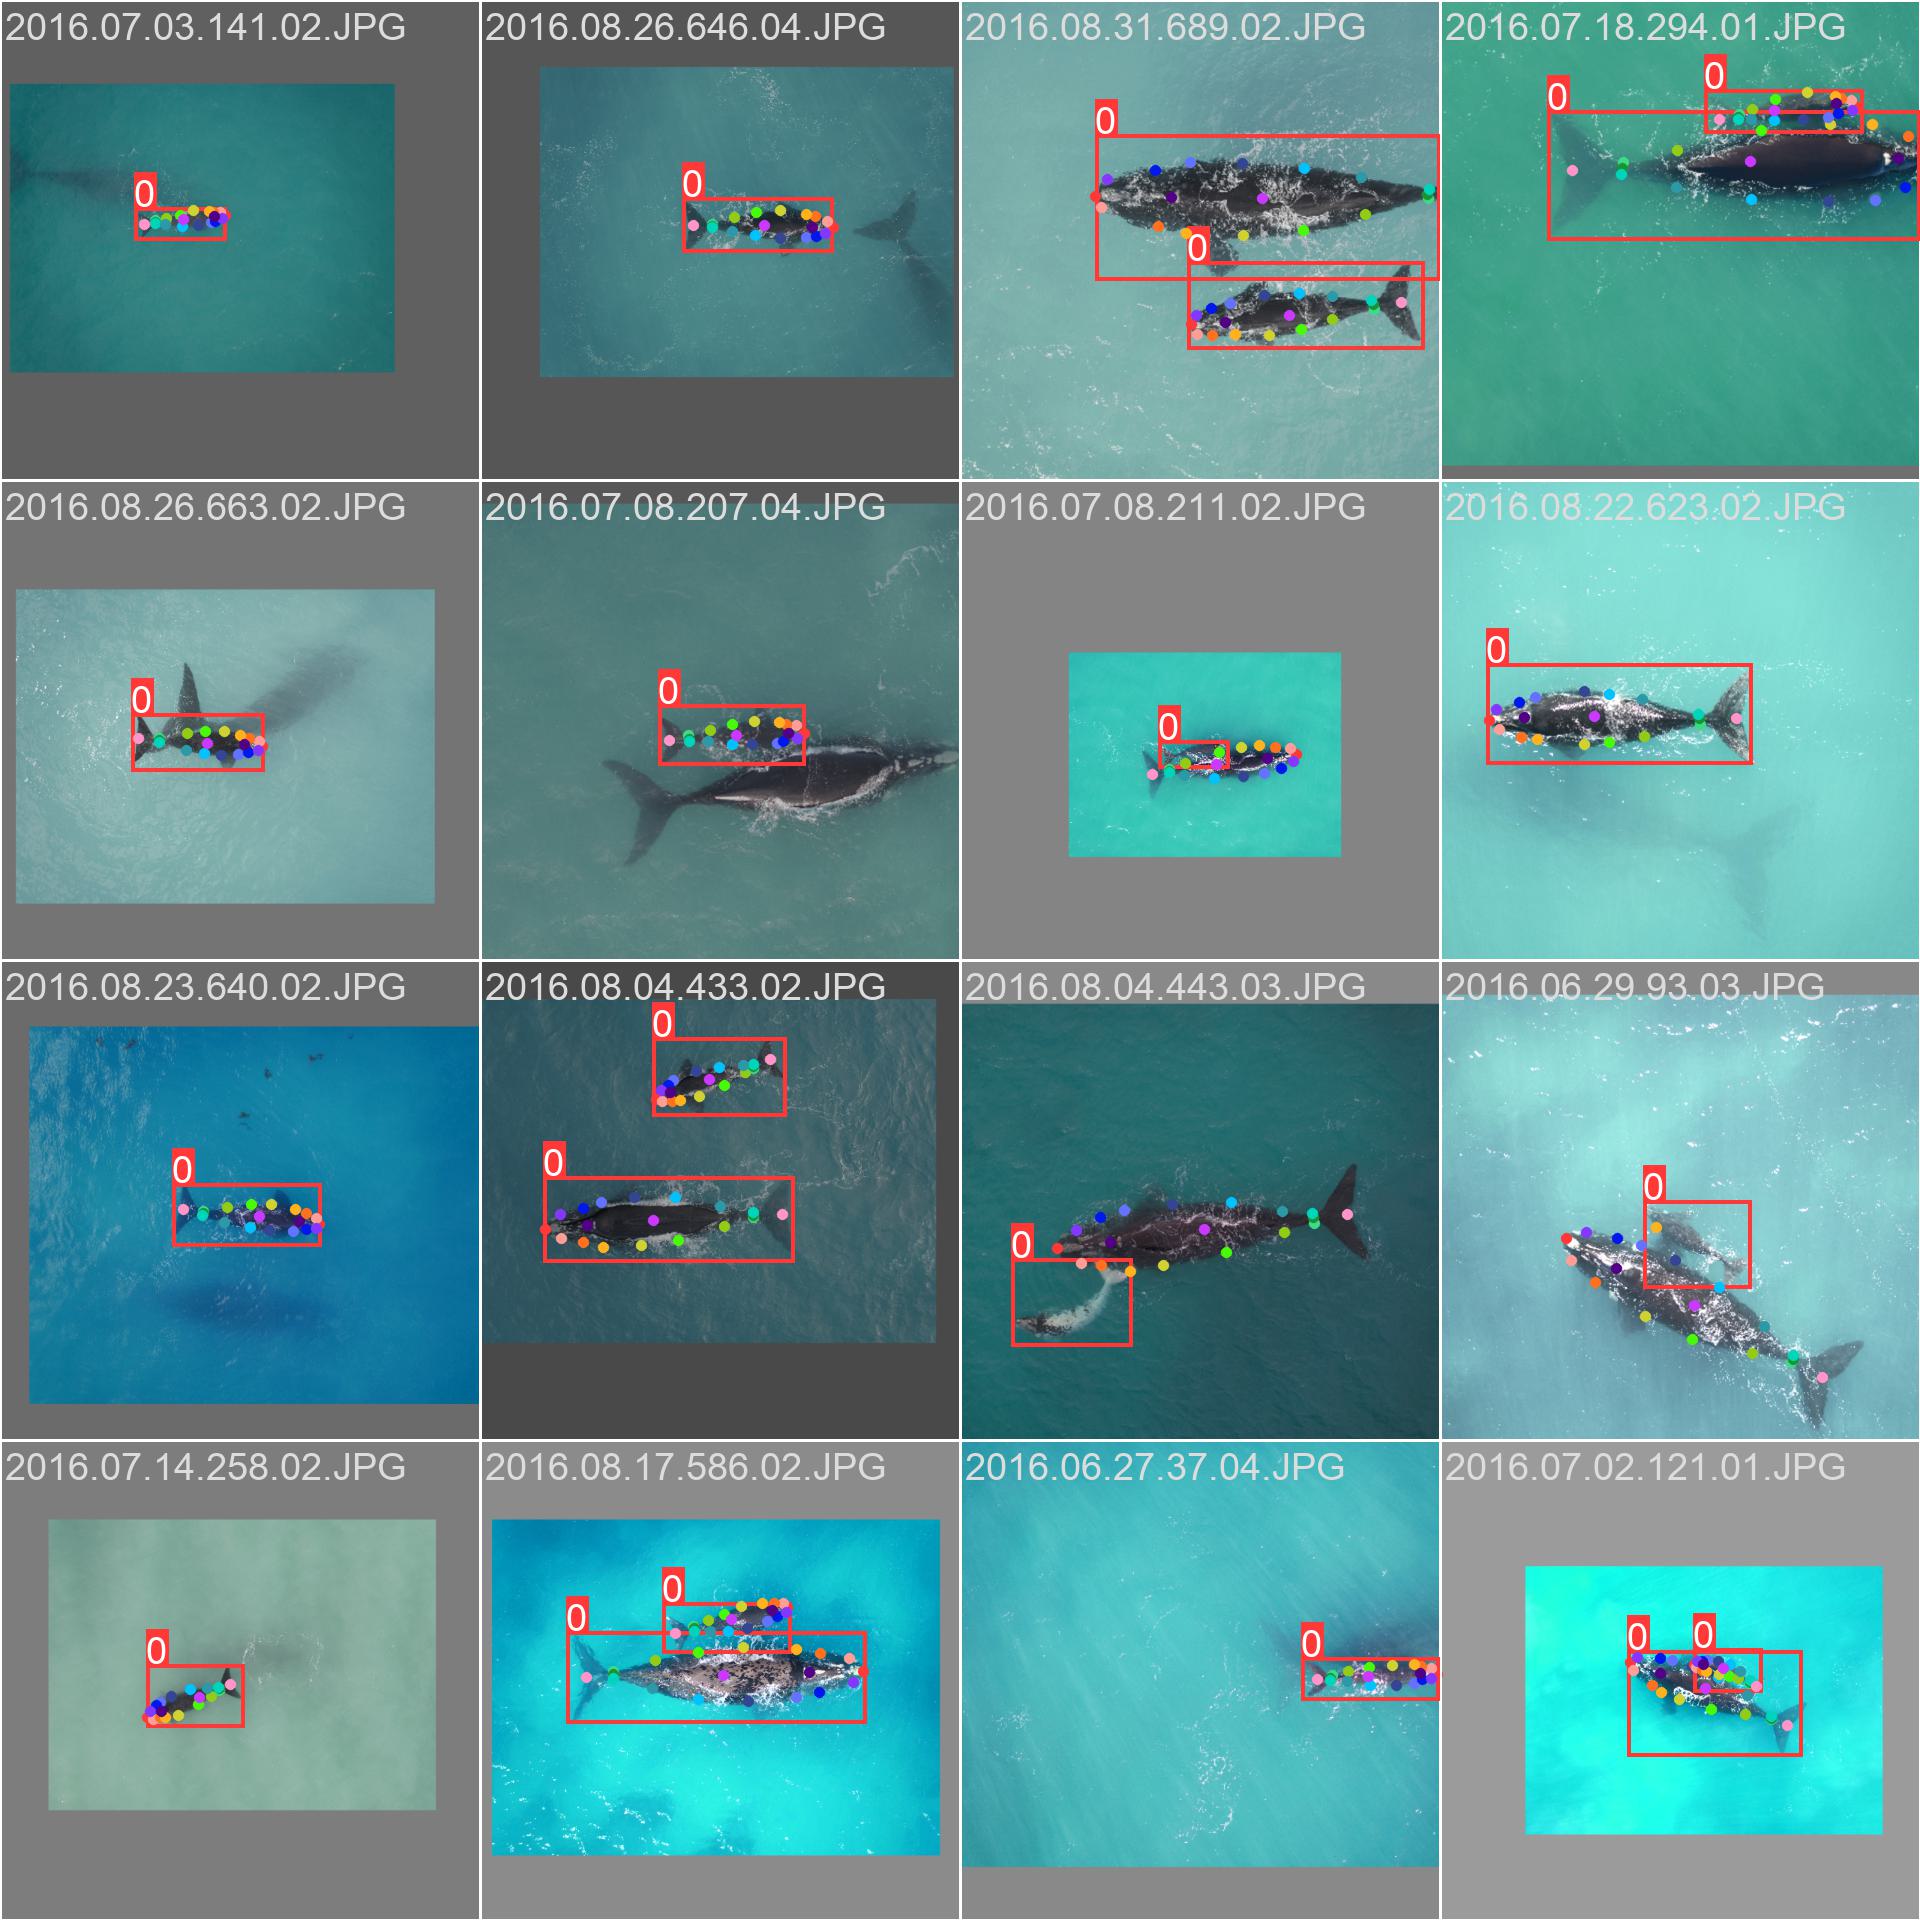 2016.07.03.141.02.JPG
2016.08.26.646.04.JPG
2016.08.31.689.02.JPG
2016.07.18.294.01.JPG
0
0
0
0
0
0
2016.08.26.663.02.JPG
2016.07.08.207.04.JPG
2016.07.08.211.02.JPG
2016.08.22.623.02.JPG
0
0
0
0
2016.08.23.640.02.JPG
2016.08.04.433.02.JPG
2016.08.04.443.03.JPG
2016.06.29.93.03.JPG
0
0
0
0
0
2016.07.14.258.02.JPG
2016.08.17.586.02.JPG
2016.06.27.37.04.JPG
2016.07.02.121.01.JPG
0
0
0
0
0
0